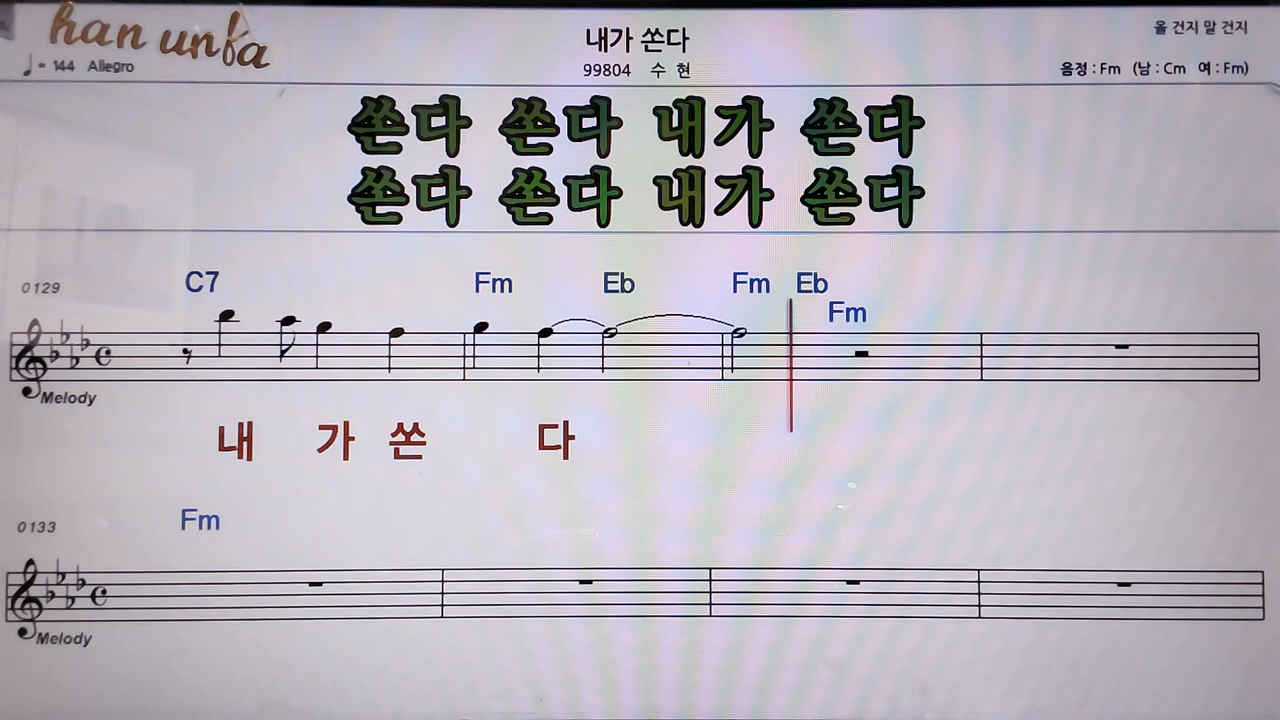 han unfa
내가 쏜다
올 건지 말 건지
♩= 144 Allegro
99804 수 현
음정 : Fm (남 : Cm 여 : Fm)
쏜다 쏜다 내가 쏜다
쏜다 쏜다 내가 쏜다
0129 C7 Fm Eb Fm Eb
Fm
Melody
내 가 쏜 다
0133 Fm
Melody